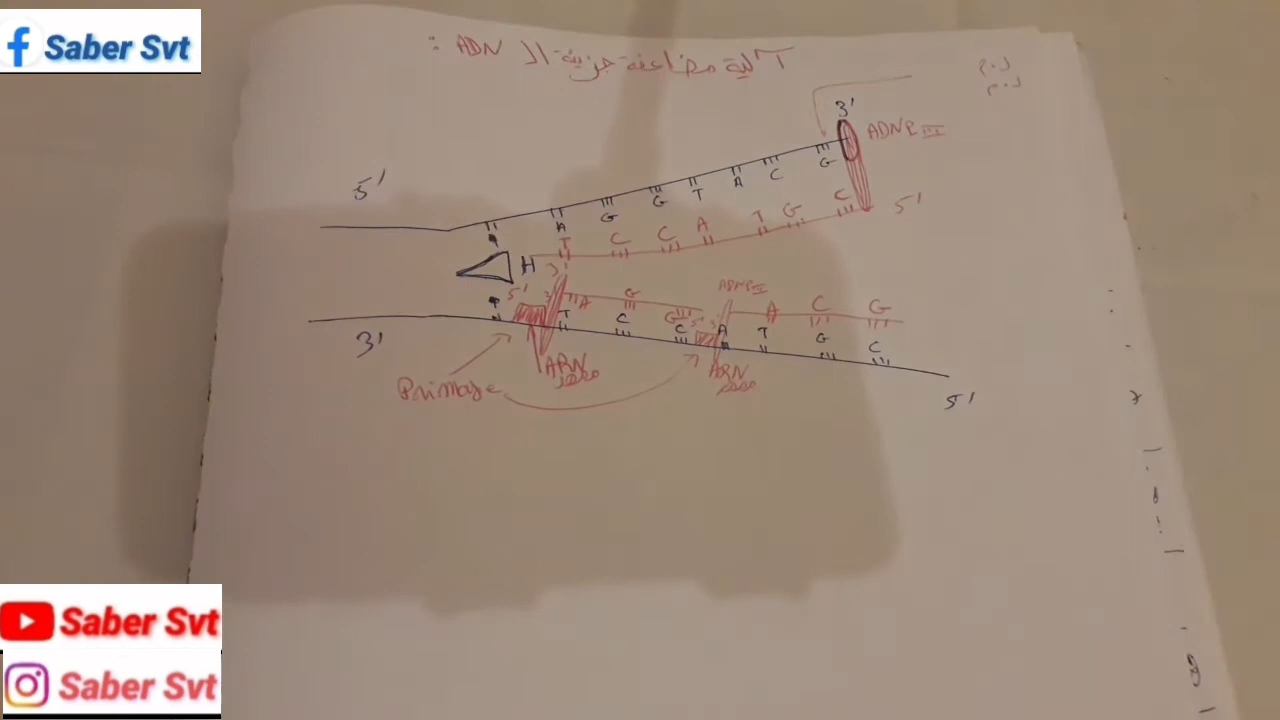 Saber Svt
آلية مضاعفة جزيئة الـ ADN :
3'
ADNP III
5'
G
C
A
T
G
G
A
5'
C
G
T
A
C
C
T
H
3'
5'
3'
A
G
G
ADNP III
A
C
G
T
C
C
A
T
G
C
3'
ARN
ARN
Primase
5'
Saber Svt
Saber Svt